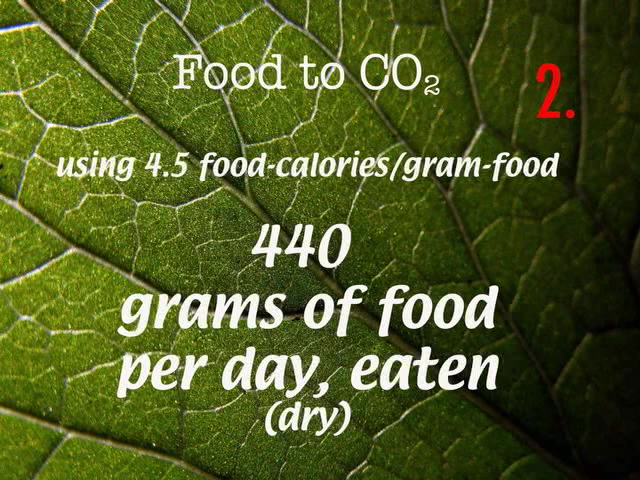 Food to CO₂
2.
using 4.5 food-calories/gram-food
440
grams of food
per day, eaten
(dry)